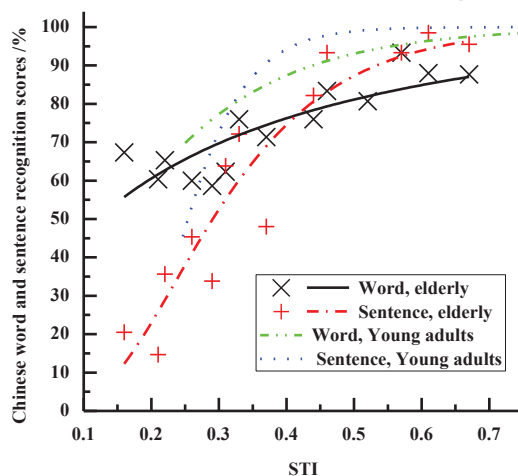 Chinese word and sentence recognition scores /%
100
90
80
70
60
50
40
30
20
10
0
Word, elderly
Sentence, elderly
Word, Young adults
Sentence, Young adults
0.1 0.2 0.3 0.4 0.5 0.6 0.7
STI